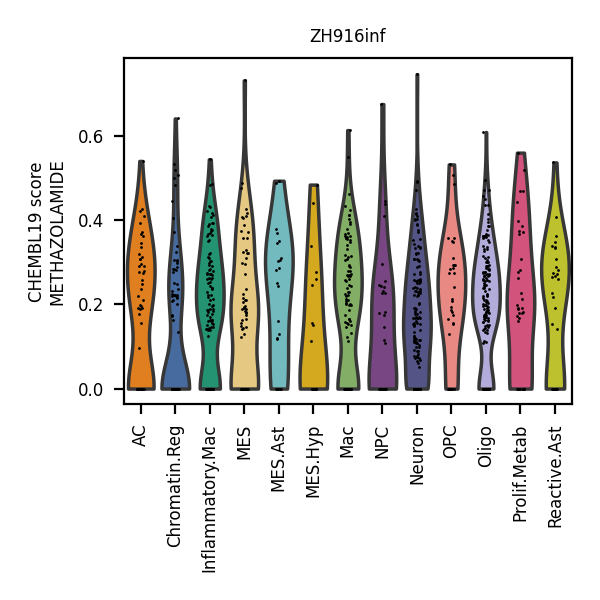 ZH916inf
CHEMBL19 score
METHAZOLAMIDE
0.6
0.4
0.2
0.0
AC
Chromatin.Reg
Inflammatory.Mac
MES
MES.Ast
MES.Hyp
Mac
NPC
Neuron
OPC
Oligo
Prolif.Metab
Reactive.Ast